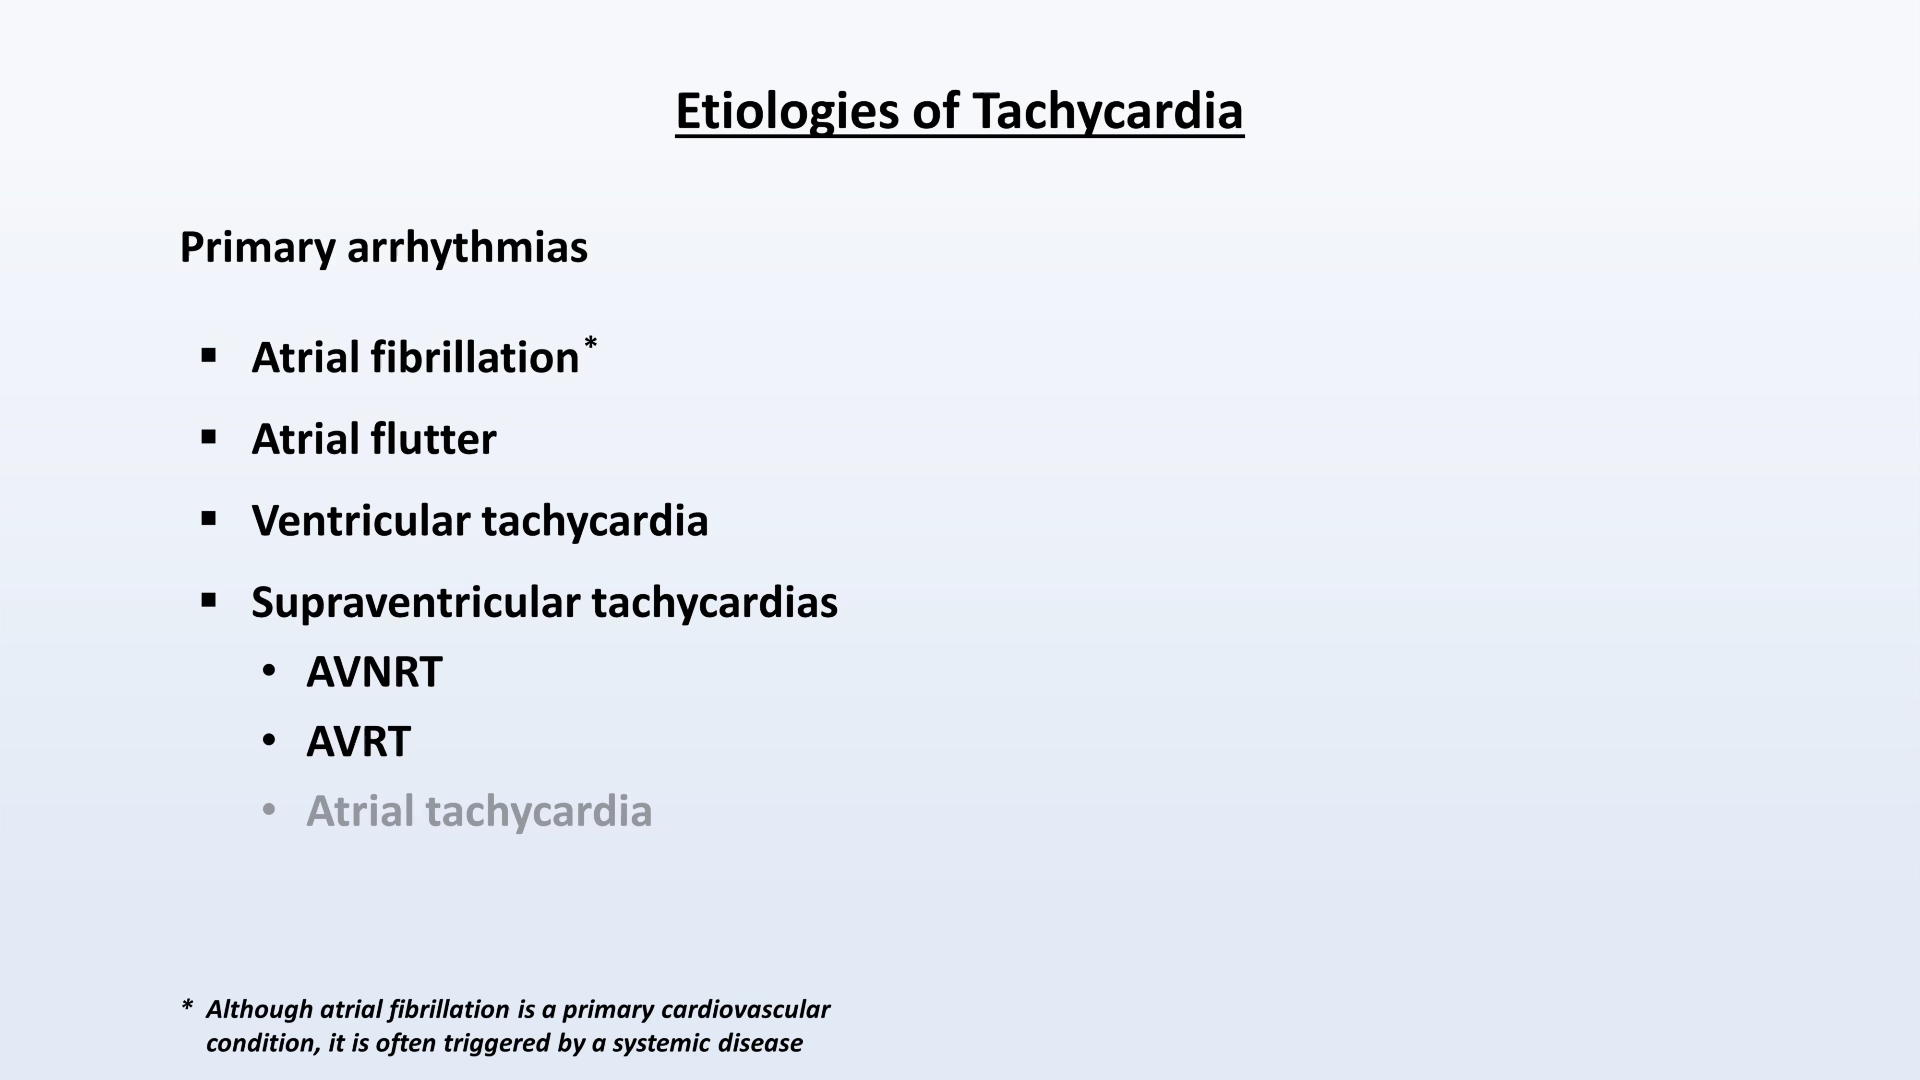 Etiologies of Tachycardia
Primary arrhythmias
▪ Atrial fibrillation*
▪ Atrial flutter
▪ Ventricular tachycardia
▪ Supraventricular tachycardias
• AVNRT
• AVRT
• Atrial tachycardia
* Although atrial fibrillation is a primary cardiovascular
condition, it is often triggered by a systemic disease